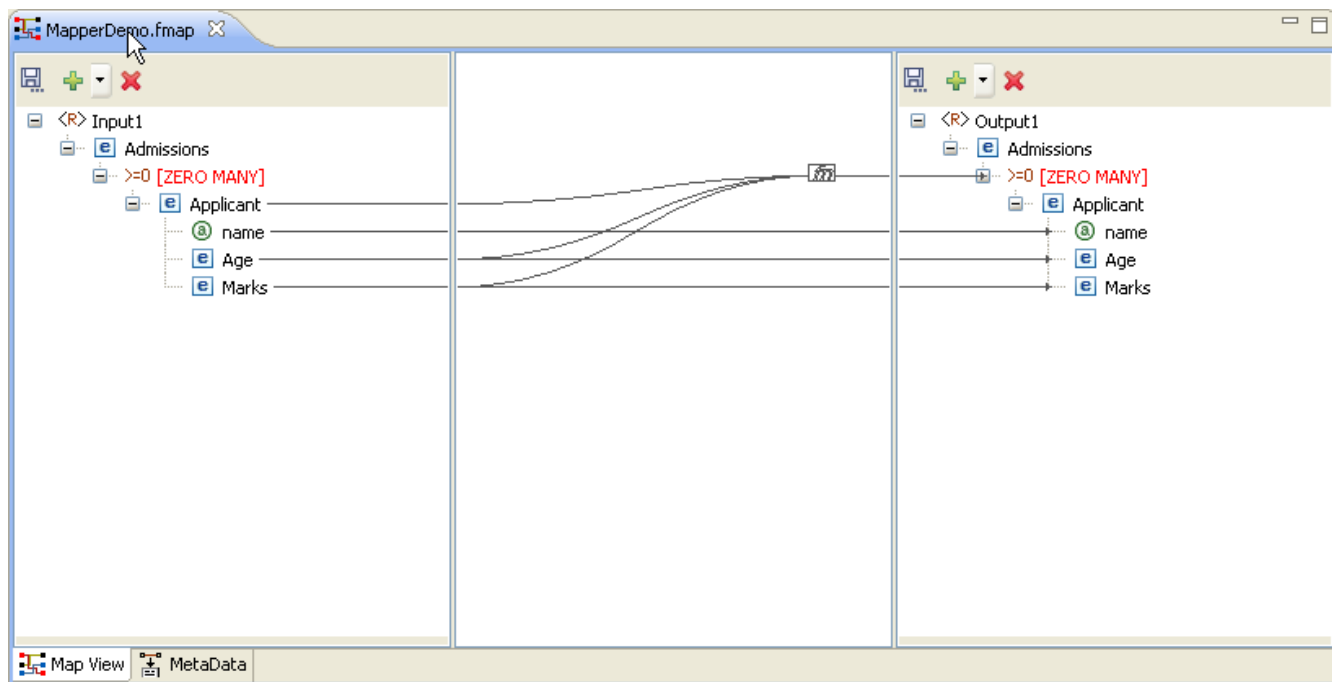 MapperDemo.fmap
<R> Input1
e Admissions
>=0 [ZERO MANY]
e Applicant
a name
e Age
e Marks
<R> Output1
e Admissions
>=0 [ZERO MANY]
e Applicant
a name
e Age
e Marks
Map View MetaData